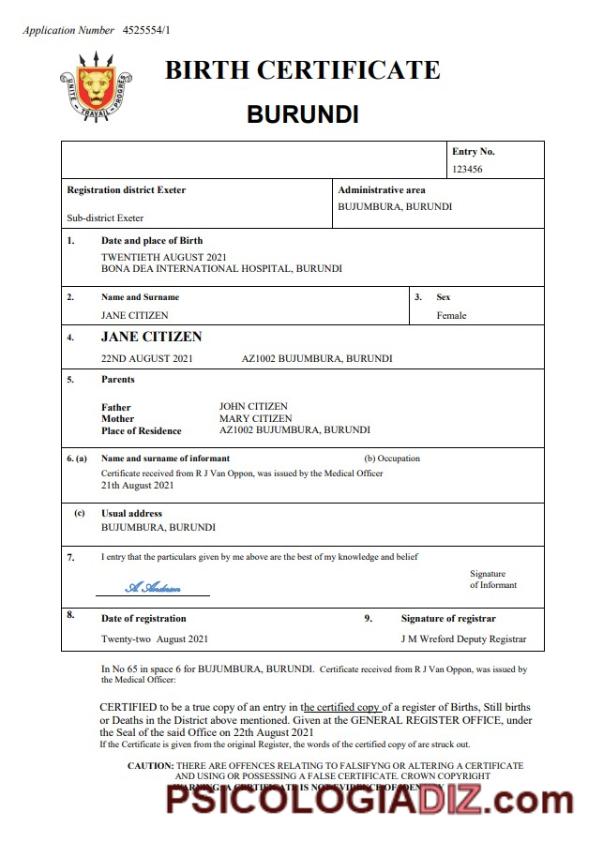 Application Number 4525554/1
UNITE TRAVAIL PROGRES
BIRTH CERTIFICATE
BURUNDI
Entry No.
123456
Registration district Exeter
Sub-district Exeter
Administrative area
BUJUMBURA, BURUNDI
1. Date and place of Birth
TWENTIETH AUGUST 2021
BONA DEA INTERNATIONAL HOSPITAL, BURUNDI
2. Name and Surname
JANE CITIZEN
3. Sex
Female
4. JANE CITIZEN
22ND AUGUST 2021 AZ1002 BUJUMBURA, BURUNDI
5. Parents
Father JOHN CITIZEN
Mother MARY CITIZEN
Place of Residence AZ1002 BUJUMBURA, BURUNDI
6. (a) Name and surname of informant (b) Occupation
Certificate received from R J Van Oppon, was issued by the Medical Officer
21th August 2021
(c) Usual address
BUJUMBURA, BURUNDI
7. I entry that the particulars given by me above are the best of my knowledge and belief
Signature
of Informant
8. Date of registration 9. Signature of registrar
Twenty-two August 2021 J M Wreford Deputy Registrar
In No 65 in space 6 for BUJUMBURA, BURUNDI. Certificate received from R J Van Oppon, was issued by
the Medical Officer:
CERTIFIED to be a true copy of an entry in the certified copy of a register of Births, Still births
or Deaths in the District above mentioned. Given at the GENERAL REGISTER OFFICE, under
the Seal of the said Office on 22th August 2021
If the Certificate is given from the original Register, the words of the certified copy of are struck out.
CAUTION: THERE ARE OFFENCES RELATING TO FALSIFYNG OR ALTERING A CERTIFICATE
AND USING OR POSSESSING A FALSE CERTIFICATE. CROWN COPYRIGHT
WARNING: A CERTIFICATE IS NOT EVIDENCE OF IDENTITY
PSICOLOGIADIZ.com